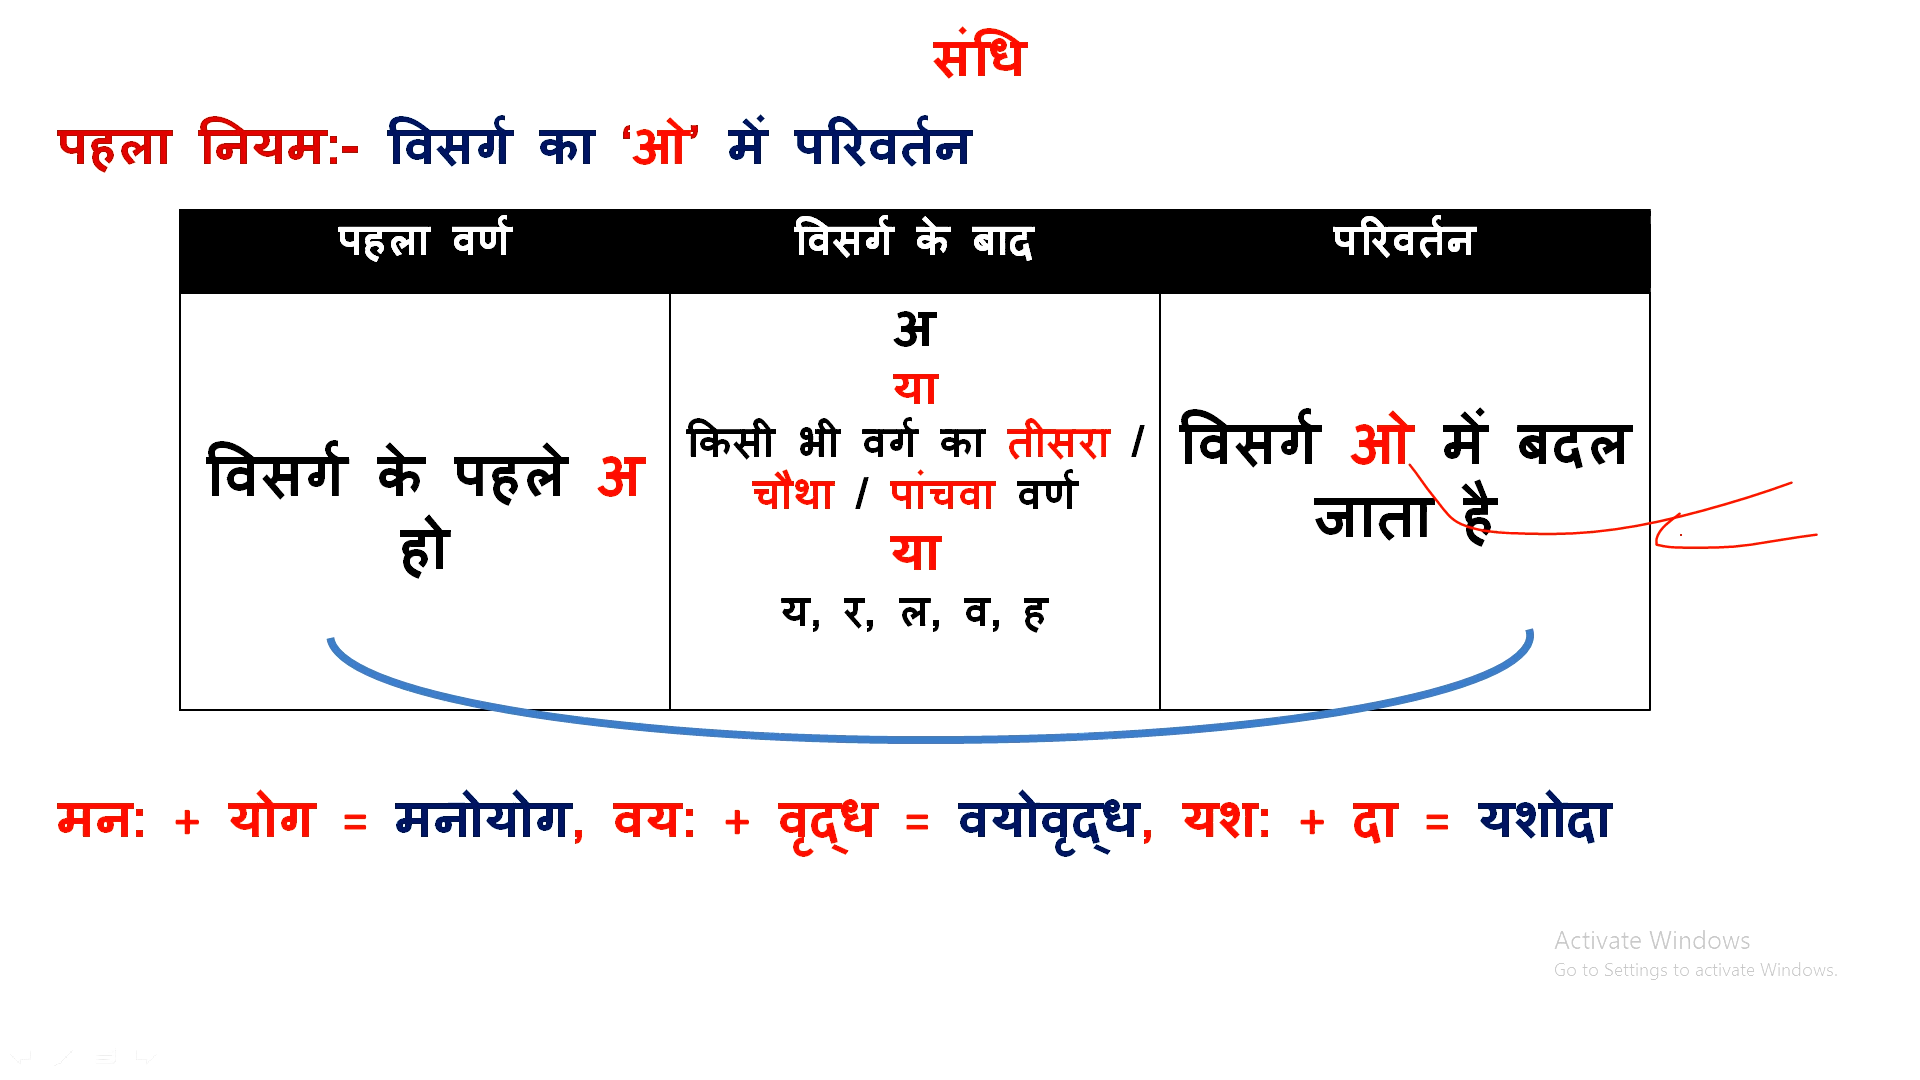 संधि
पहला नियम:- विसर्ग का ‘ओ’ में परिवर्तन
पहला वर्ण विसर्ग के बाद परिवर्तन
विसर्ग के पहले अ
हो
अ
या
किसी भी वर्ग का तीसरा /
चौथा / पांचवा वर्ण
या
य, र, ल, व, ह
विसर्ग ओ में बदल
जाता है
मन: + योग = मनोयोग, वय: + वृद्ध = वयोवृद्ध, यश: + दा = यशोदा
Activate Windows
Go to Settings to activate Windows.